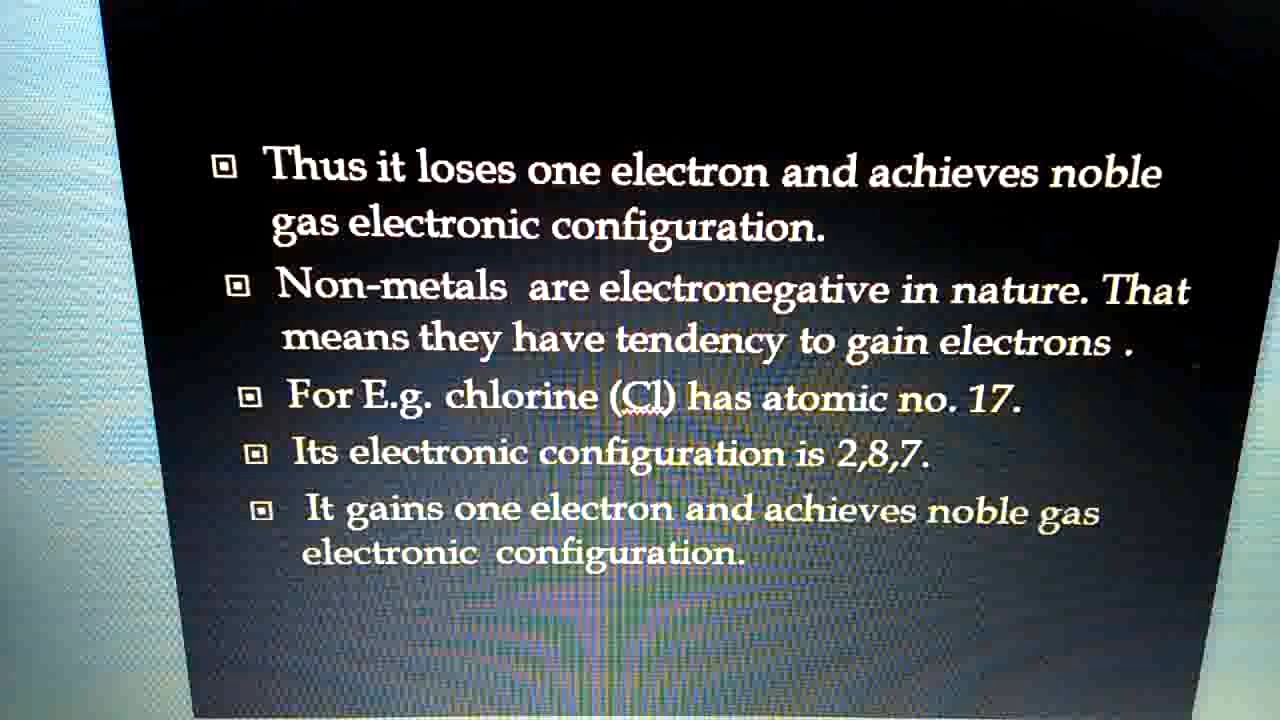 Thus it loses one electron and achieves noble
gas electronic configuration.
Non-metals are electronegative in nature. That
means they have tendency to gain electrons .
For E.g. chlorine (Cl) has atomic no. 17.
Its electronic configuration is 2,8,7.
It gains one electron and achieves noble gas
electronic configuration.